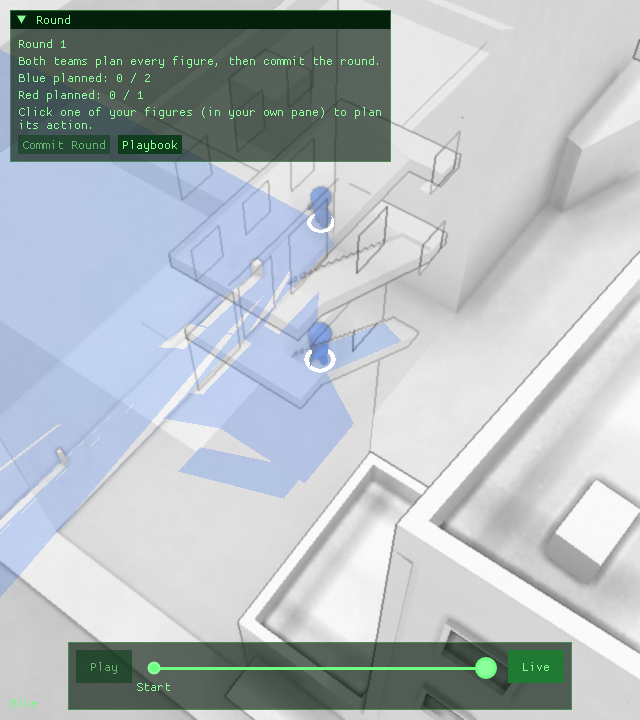 Round
Round 1
Both teams plan every figure, then commit the round.
Blue planned: 0 / 2
Red planned: 0 / 1
Click one of your figures (in your own pane) to plan
its action.
Commit Round
Playbook
Play
Start
Live